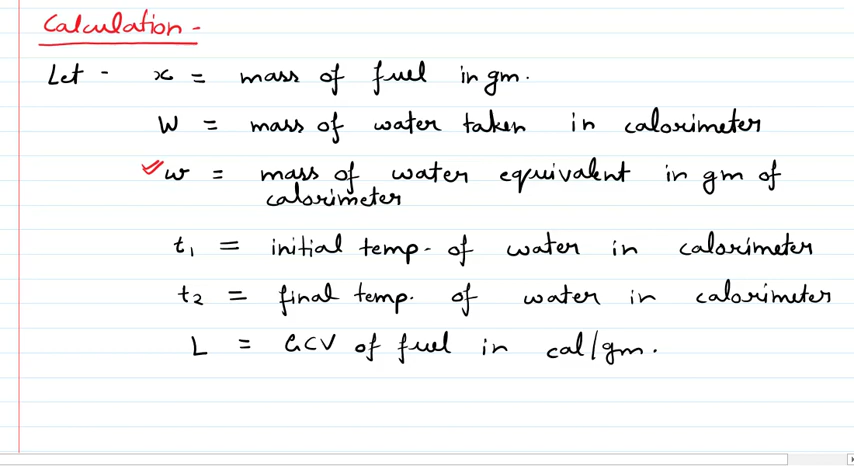 Calculation -
Let - x = mass of fuel in gm.
W = mass of water taken in calorimeter
w = mass of water equivalent in gm of
calorimeter
t1 = initial temp. of water in calorimeter
t2 = final temp. of water in calorimeter
L = GCV of fuel in cal/gm.